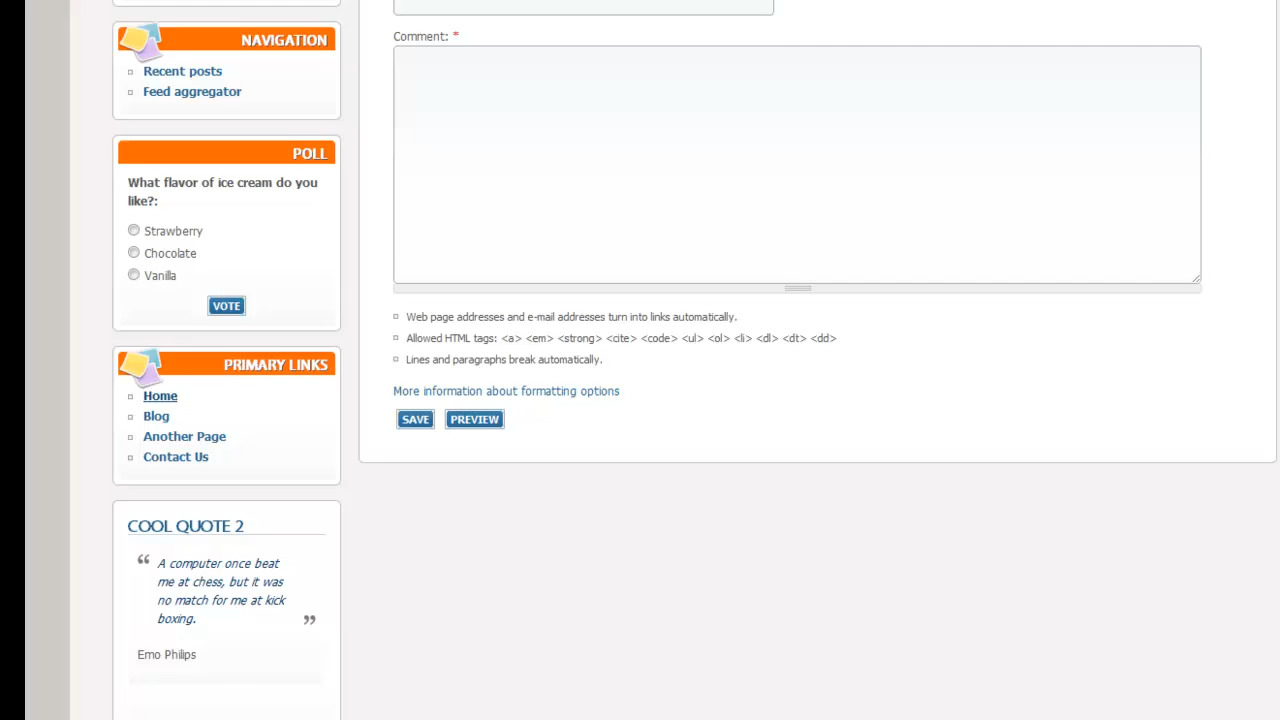 NAVIGATION
Recent posts
Feed aggregator
POLL
What flavor of ice cream do you
like?:
Strawberry
Chocolate
Vanilla
VOTE
PRIMARY LINKS
Home
Blog
Another Page
Contact Us
COOL QUOTE 2
“ A computer once beat
me at chess, but it was
no match for me at kick
boxing. ”
Emo Philips
Comment: *
Web page addresses and e-mail addresses turn into links automatically.
Allowed HTML tags: <a> <em> <strong> <cite> <code> <ul> <ol> <li> <dl> <dt> <dd>
Lines and paragraphs break automatically.
More information about formatting options
SAVE PREVIEW